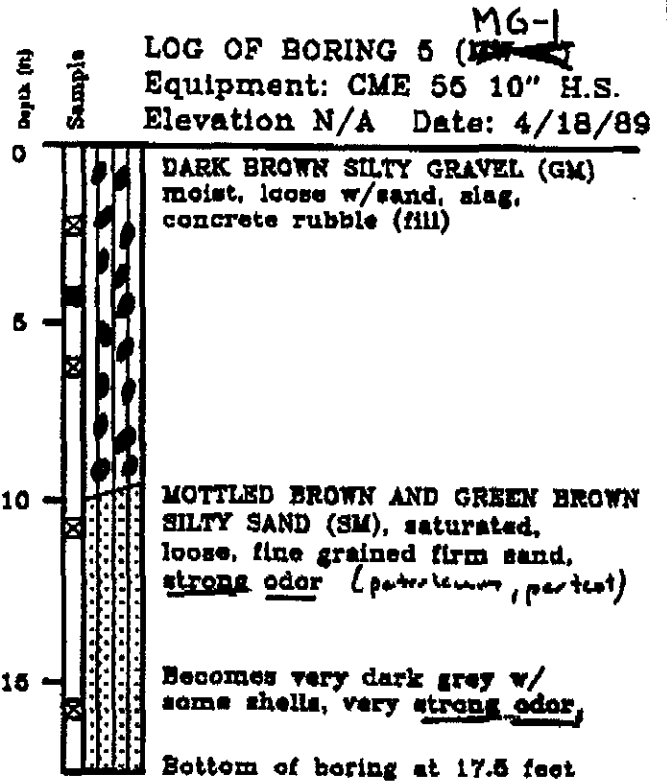 MG-1
LOG OF BORING 5 (
Equipment: CME 55 10" H.S.
Elevation N/A Date: 4/18/89
Depth (ft)
Sample
0
DARK BROWN SILTY GRAVEL (GM)
moist, loose w/sand, slag,
concrete rubble (fill)
5
10
MOTTLED BROWN AND GREEN BROWN
SILTY SAND (SM), saturated,
loose, fine grained firm sand,
strong odor (petroleum, per test)
15
Becomes very dark grey w/
some shells, very strong odor,
Bottom of boring at 17.5 feet